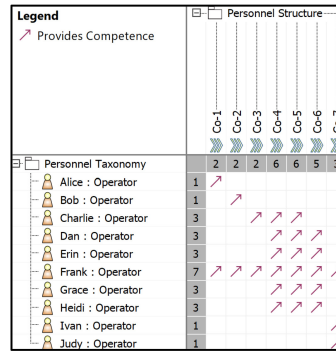 Legend
Provides Competence
Personnel Structure
Co-1
Co-2
Co-3
Co-4
Co-5
Co-6
Personnel Taxonomy 2 2 2 6 6 5
Alice : Operator 1
Bob : Operator 1
Charlie : Operator 3
Dan : Operator 3
Erin : Operator 3
Frank : Operator 7
Grace : Operator 3
Heidi : Operator 3
Ivan : Operator 1
Judy : Operator 1